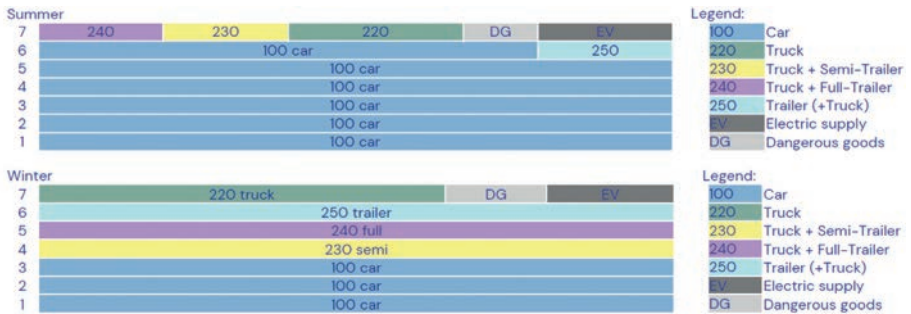 Summer
7 240 230 220 DG EV
6 100 car 250
5 100 car
4 100 car
3 100 car
2 100 car
1 100 car
Legend:
100 Car
220 Truck
230 Truck + Semi-Trailer
240 Truck + Full-Trailer
250 Trailer (+Truck)
EV Electric supply
DG Dangerous goods
Winter
7 220 truck DG EV
6 250 trailer
5 240 full
4 230 semi
3 100 car
2 100 car
1 100 car
Legend:
100 Car
220 Truck
230 Truck + Semi-Trailer
240 Truck + Full-Trailer
250 Trailer (+Truck)
EV Electric supply
DG Dangerous goods